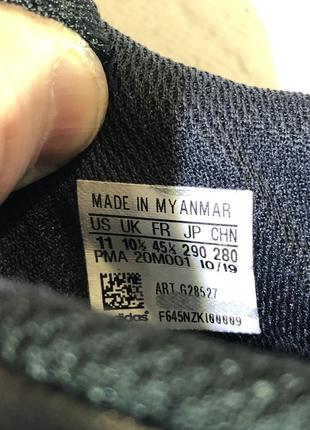 MADE IN MYANMAR
US UK FR JP CHN
11 10½ 45⅓ 290 280
PMA 20M001 10/19
ART G28527
adidas F645NZK100009